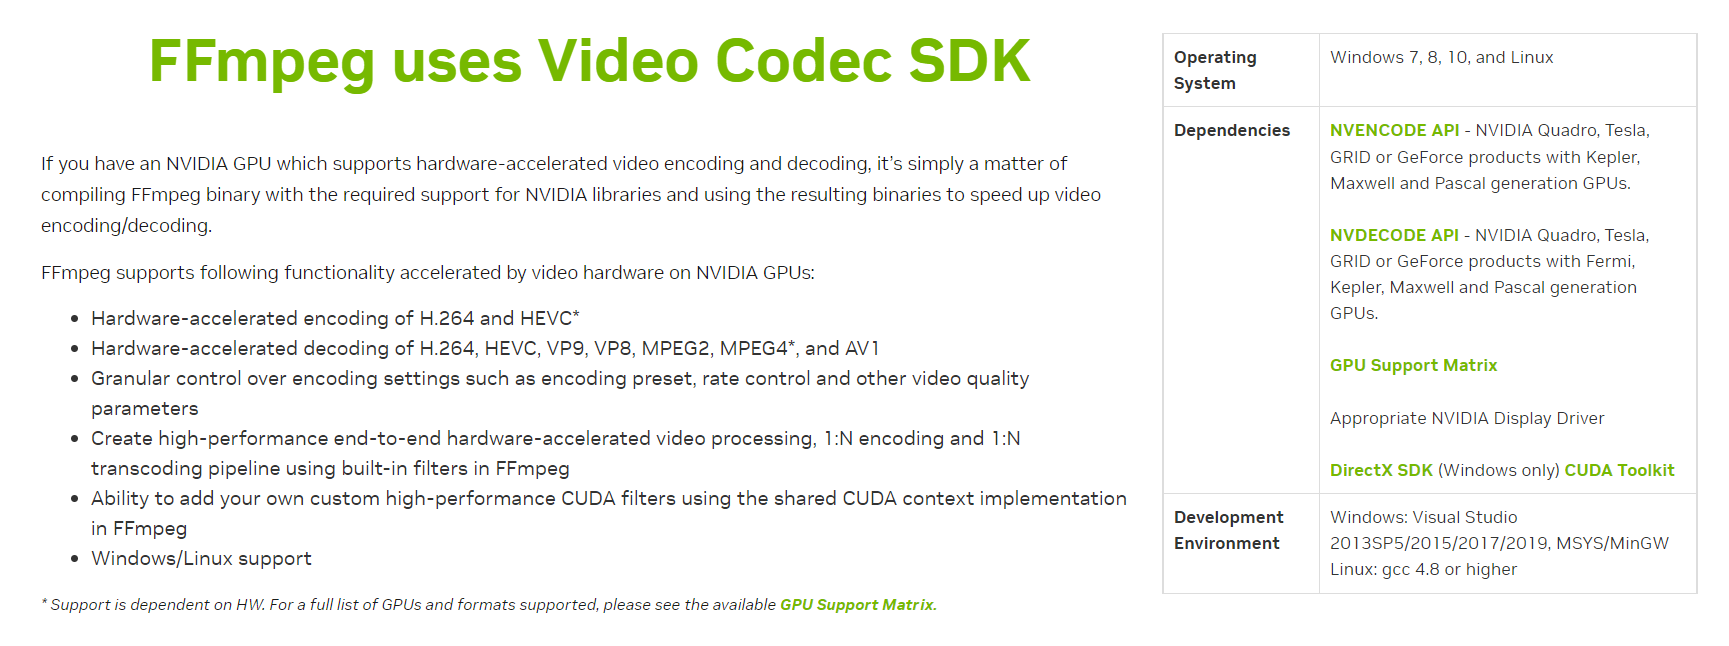 FFmpeg uses Video Codec SDK
If you have an NVIDIA GPU which supports hardware-accelerated video encoding and decoding, it’s simply a matter of
compiling FFmpeg binary with the required support for NVIDIA libraries and using the resulting binaries to speed up video
encoding/decoding.
FFmpeg supports following functionality accelerated by video hardware on NVIDIA GPUs:
• Hardware-accelerated encoding of H.264 and HEVC*
• Hardware-accelerated decoding of H.264, HEVC, VP9, VP8, MPEG2, MPEG4*, and AV1
• Granular control over encoding settings such as encoding preset, rate control and other video quality
parameters
• Create high-performance end-to-end hardware-accelerated video processing, 1:N encoding and 1:N
transcoding pipeline using built-in filters in FFmpeg
• Ability to add your own custom high-performance CUDA filters using the shared CUDA context implementation
in FFmpeg
• Windows/Linux support
* Support is dependent on HW. For a full list of GPUs and formats supported, please see the available GPU Support Matrix.
Operating
System
Windows 7, 8, 10, and Linux
Dependencies
NVENCODE API - NVIDIA Quadro, Tesla,
GRID or GeForce products with Kepler,
Maxwell and Pascal generation GPUs.
NVDECODE API - NVIDIA Quadro, Tesla,
GRID or GeForce products with Fermi,
Kepler, Maxwell and Pascal generation
GPUs.
GPU Support Matrix
Appropriate NVIDIA Display Driver
DirectX SDK (Windows only) CUDA Toolkit
Development
Environment
Windows: Visual Studio
2013SP5/2015/2017/2019, MSYS/MinGW
Linux: gcc 4.8 or higher